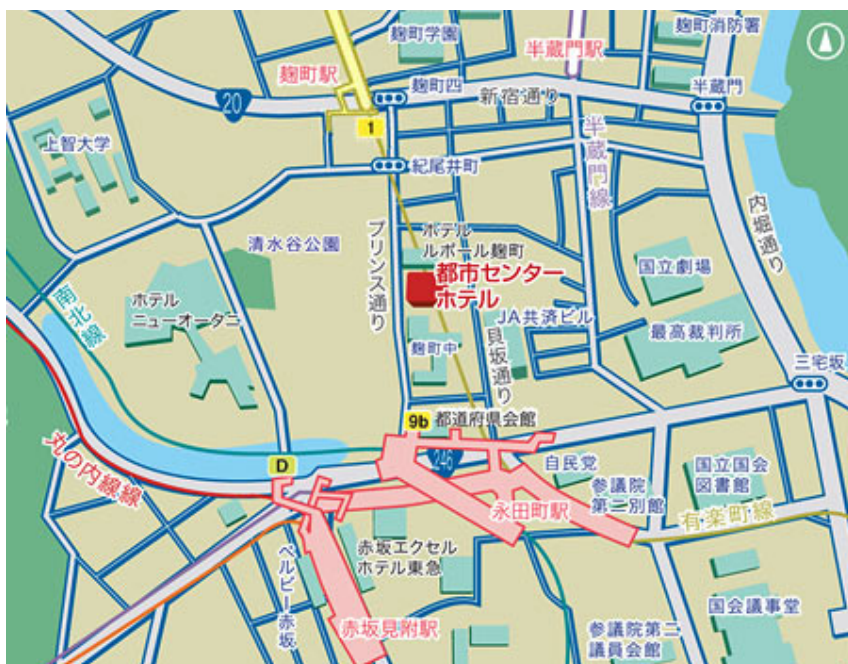 麹町学園
麹町消防署
半蔵門駅
麹町駅
20
麹町四
新宿通り
半蔵門
1
上智大学
紀尾井町
半蔵門線
内堀通り
清水谷公園
プリンス通り
ホテル
ルポール麹町
都市センター
ホテル
国立劇場
南北線
ホテル
ニューオータニ
JA共済ビル
最高裁判所
麹町中
貝坂通り
三宅坂
9b
都道府県会館
丸の内線線
D
246
自民党
国立国会
図書館
参議院
第二別館
永田町駅
有楽町線
赤坂エクセル
ホテル東急
ベルビー赤坂
国会議事堂
赤坂見附駅
参議院第二
議員会館